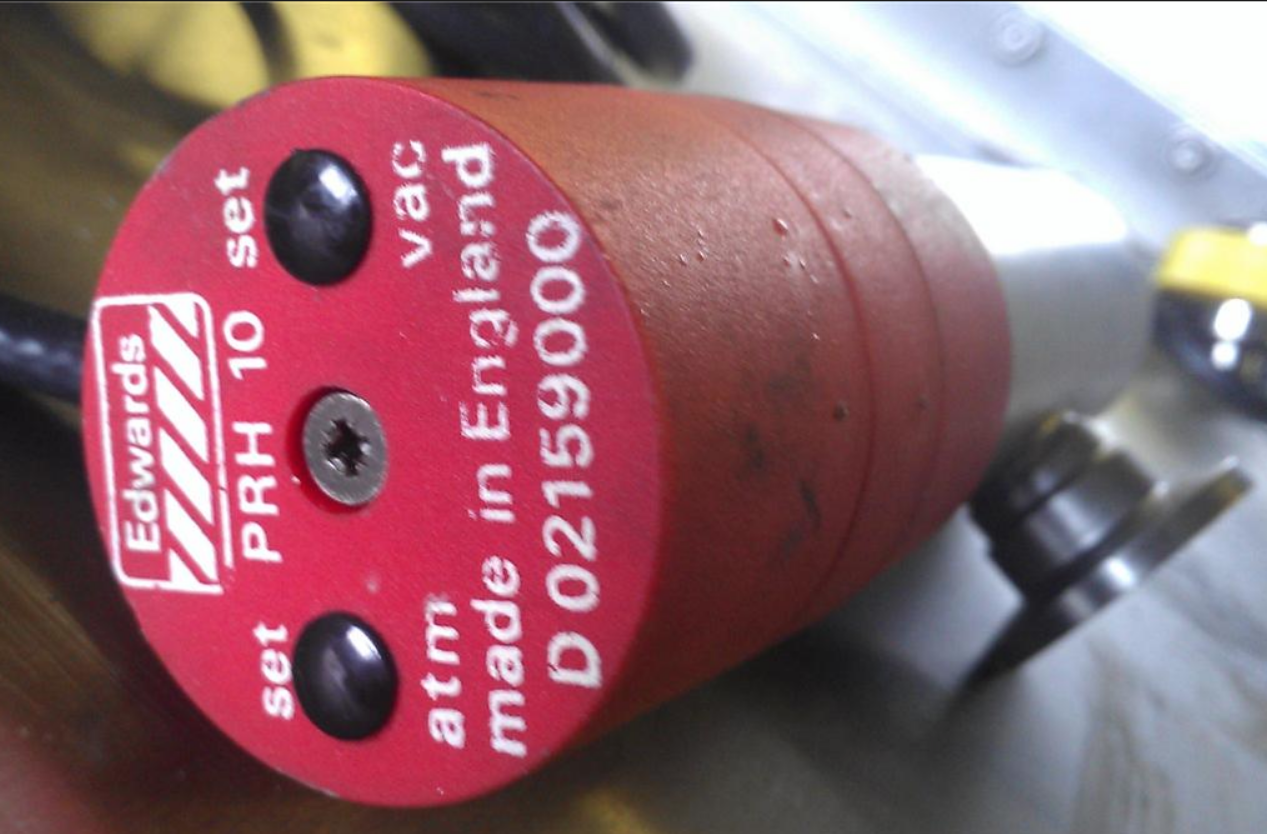 Edwards
PRH 10
set set
atm vac
made in England
D 02159000